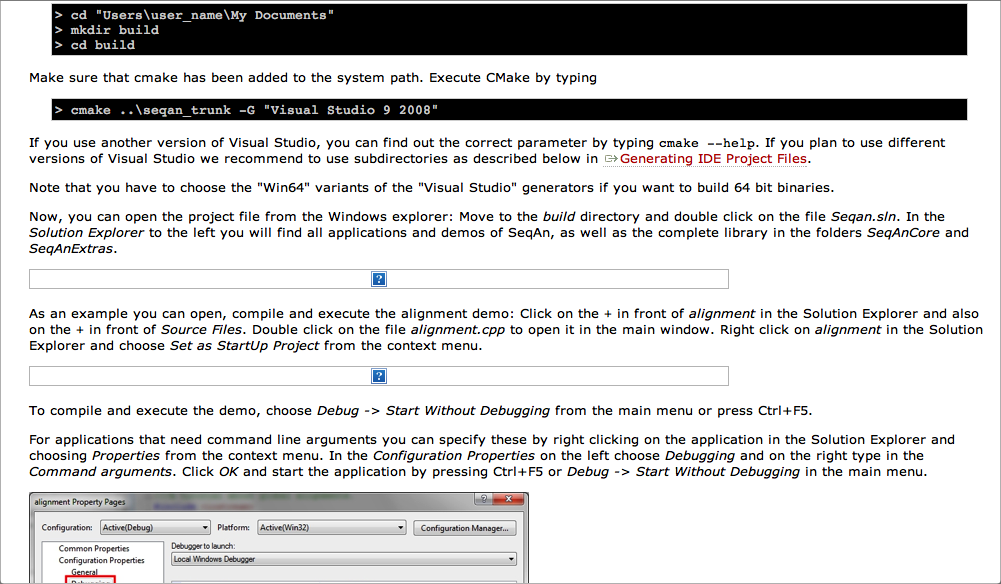 > cd "Users\user_name\My Documents"
> mkdir build
> cd build
Make sure that cmake has been added to the system path. Execute CMake by typing
> cmake ..\seqan_trunk -G "Visual Studio 9 2008"
If you use another version of Visual Studio, you can find out the correct parameter by typing cmake --help. If you plan to use different
versions of Visual Studio we recommend to use subdirectories as described below in Generating IDE Project Files.
Note that you have to choose the "Win64" variants of the "Visual Studio" generators if you want to build 64 bit binaries.
Now, you can open the project file from the Windows explorer: Move to the build directory and double click on the file Seqan.sln. In the
Solution Explorer to the left you will find all applications and demos of SeqAn, as well as the complete library in the folders SeqAnCore and
SeqAnExtras.
?
As an example you can open, compile and execute the alignment demo: Click on the + in front of alignment in the Solution Explorer and also
on the + in front of Source Files. Double click on the file alignment.cpp to open it in the main window. Right click on alignment in the Solution
Explorer and choose Set as StartUp Project from the context menu.
?
To compile and execute the demo, choose Debug -> Start Without Debugging from the main menu or press Ctrl+F5.
For applications that need command line arguments you can specify these by right clicking on the application in the Solution Explorer and
choosing Properties from the context menu. In the Configuration Properties on the left choose Debugging and on the right type in the
Command arguments. Click OK and start the application by pressing Ctrl+F5 or Debug -> Start Without Debugging in the main menu.
alignment Property Pages ?
Configuration: Active(Debug) Platform: Active(Win32) Configuration Manager...
Common Properties
Configuration Properties
General
Debugging
Debugger to launch:
Local Windows Debugger